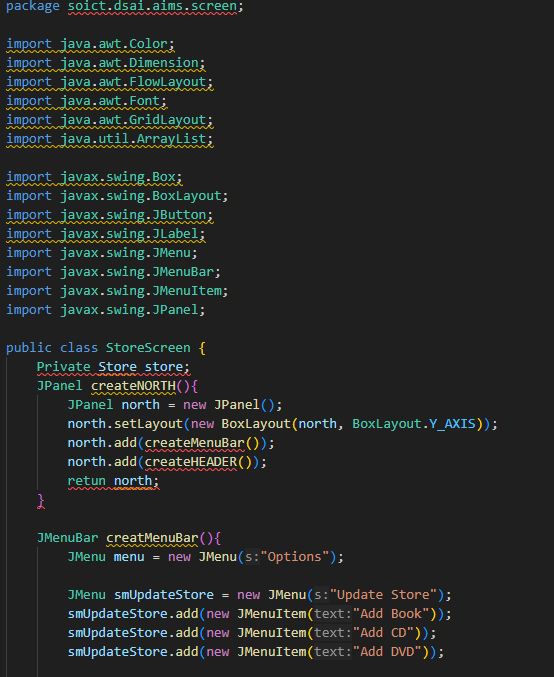 package soict.dsai.aims.screen;
import java.awt.Color;
import java.awt.Dimension;
import java.awt.FlowLayout;
import java.awt.Font;
import java.awt.GridLayout;
import java.util.ArrayList;
import javax.swing.Box;
import javax.swing.BoxLayout;
import javax.swing.JButton;
import javax.swing.JLabel;
import javax.swing.JMenu;
import javax.swing.JMenuBar;
import javax.swing.JMenuItem;
import javax.swing.JPanel;
public class StoreScreen {
    Private Store store;
    JPanel createNORTH(){
        JPanel north = new JPanel();
        north.setLayout(new BoxLayout(north, BoxLayout.Y_AXIS));
        north.add(createMenuBar());
        north.add(createHEADER());
        retun north;
    }
    JMenuBar creatMenuBar(){
        JMenu menu = new JMenu(s:"Options");
        JMenu smUpdateStore = new JMenu(s:"Update Store");
        smUpdateStore.add(new JMenuItem(text:"Add Book"));
        smUpdateStore.add(new JMenuItem(text:"Add CD"));
        smUpdateStore.add(new JMenuItem(text:"Add DVD"));